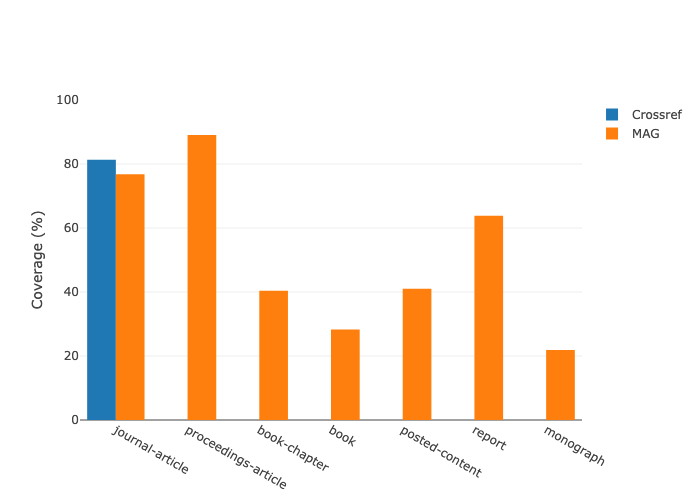 100
80
60
40
20
0
Coverage (%)
journal-article
proceedings-article
book-chapter
book
posted-content
report
monograph
Crossref
MAG